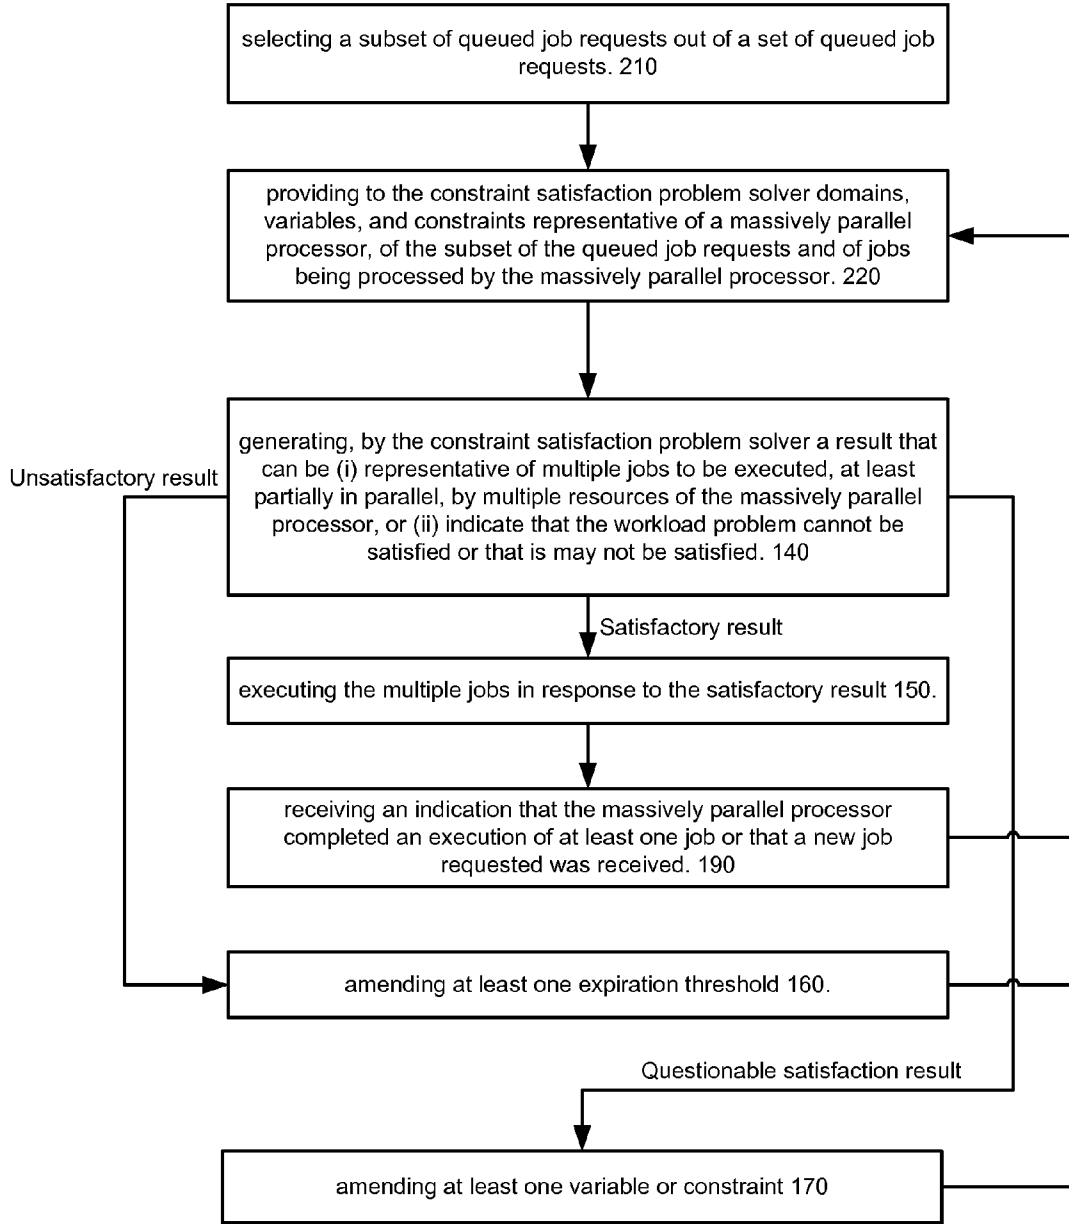 selecting a subset of queued job requests out of a set of queued job
requests. 210
providing to the constraint satisfaction problem solver domains,
variables, and constraints representative of a massively parallel
processor, of the subset of the queued job requests and of jobs
being processed by the massively parallel processor. 220
generating, by the constraint satisfaction problem solver a result that
can be (i) representative of multiple jobs to be executed, at least
partially in parallel, by multiple resources of the massively parallel
processor, or (ii) indicate that the workload problem cannot be
satisfied or that is may not be satisfied. 140
Unsatisfactory result
Satisfactory result
executing the multiple jobs in response to the satisfactory result 150.
receiving an indication that the massively parallel processor
completed an execution of at least one job or that a new job
requested was received. 190
amending at least one expiration threshold 160.
Questionable satisfaction result
amending at least one variable or constraint 170